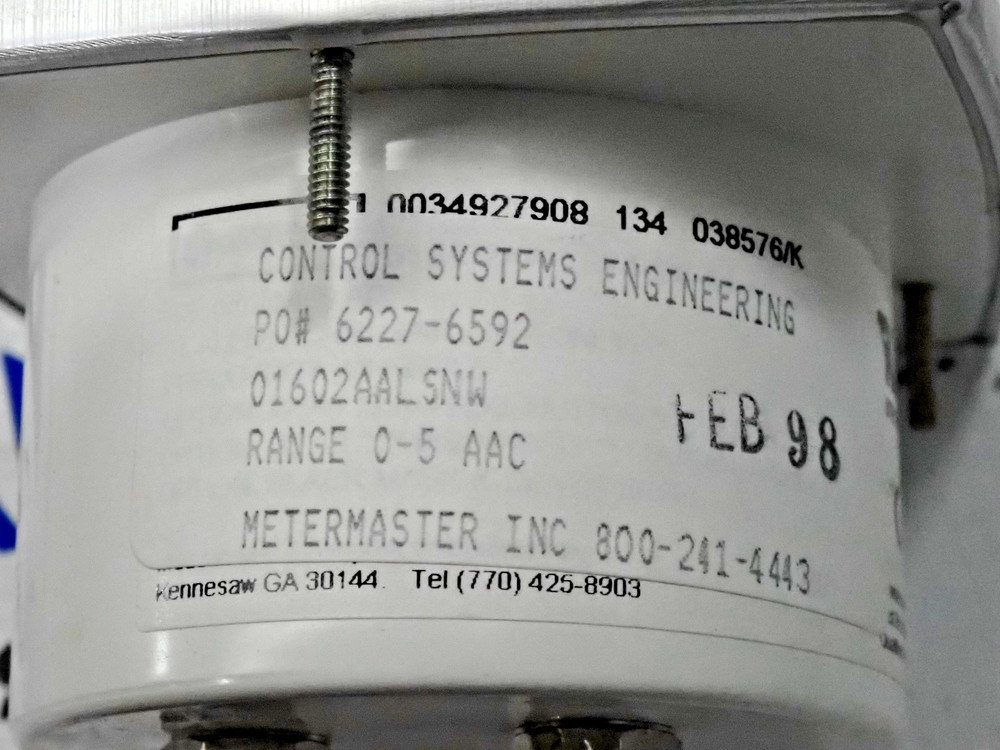 0034927908 134 038576/K
CONTROL SYSTEMS ENGINEERING
PO# 6227-6592
01602AALSNW
RANGE 0-5 AAC
FEB 98
METERMASTER INC 800-241-4443
Kennesaw GA 30144. Tel (770) 425-8903